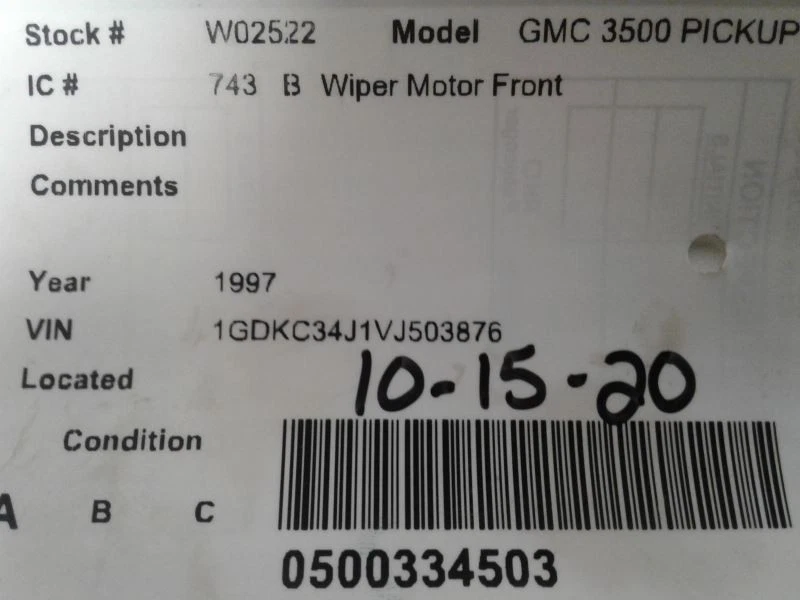 Stock # W02522 Model GMC 3500 PICKUP
IC # 743 B Wiper Motor Front
Description
Comments
Year 1997
VIN 1GDKC34J1VJ503876
Located 10-15-20
Condition
A B C
0500334503